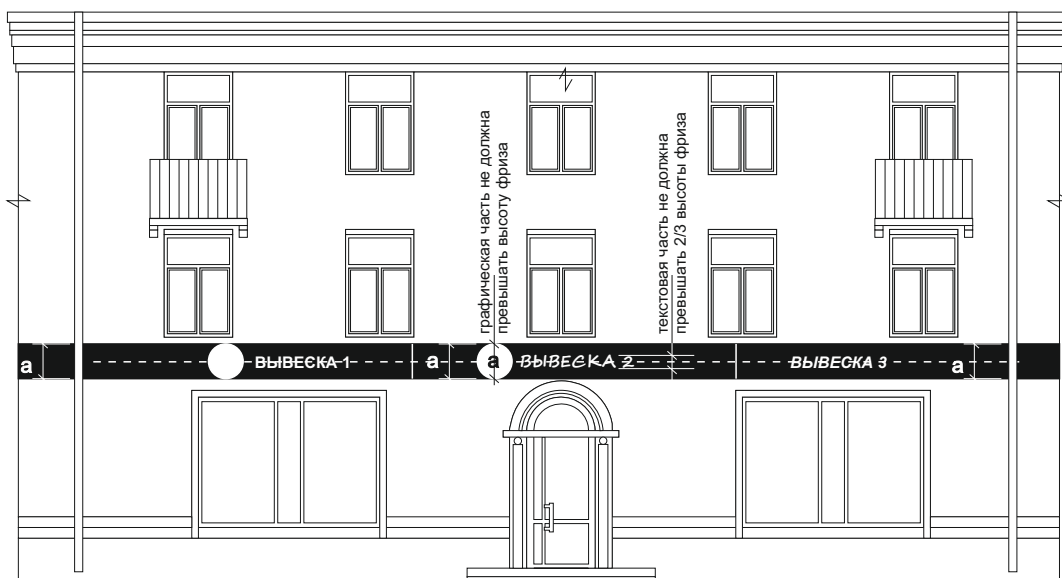 графическая часть не должна
превышать высоту фриза
текстовая часть не должна
превышать 2/3 высоты фриза
а
ВЫВЕСКА 1
а
а
ВЫВЕСКА 2
ВЫВЕСКА 3
а